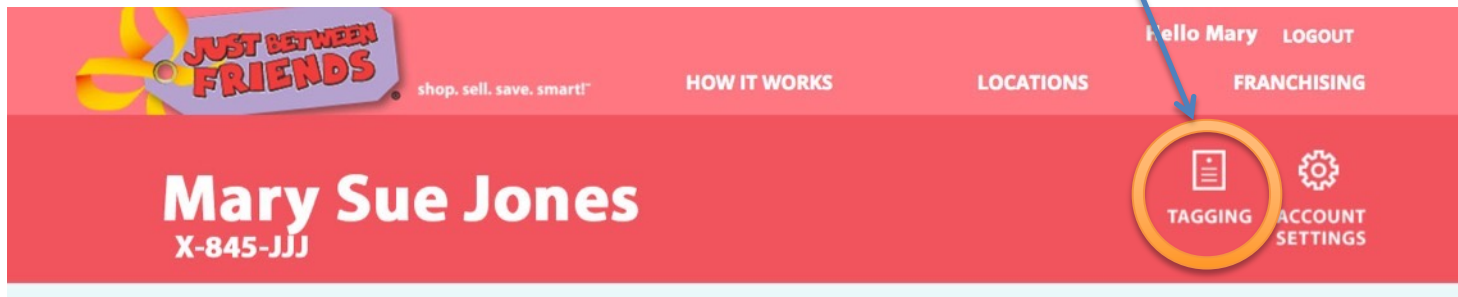 Hello Mary LOGOUT
JUST BETWEEN
FRIENDS
shop. sell. save. smart!™
HOW IT WORKS LOCATIONS FRANCHISING
Mary Sue Jones
X-845-JJJ
TAGGING
ACCOUNT
SETTINGS